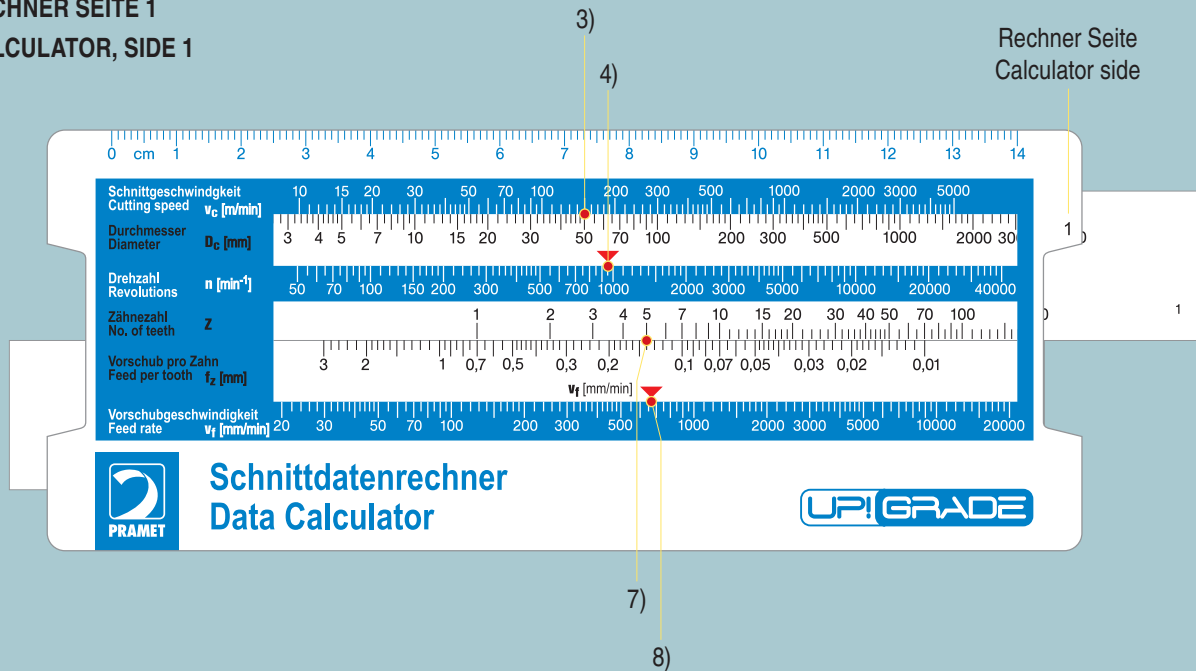 CHNER SEITE 1
LCULATOR, SIDE 1
3)
4)
Rechner Seite
Calculator side
0 cm 1 2 3 4 5 6 7 8 9 10 11 12 13 14
Schnittgeschwindgkeit
Cutting speed vc [m/min]
10 15 20 30 50 70 100 200 300 500 1000 2000 3000 5000
Durchmesser
Diameter Dc [mm]
3 4 5 7 10 15 20 30 50 70 100 200 300 500 1000 2000 30
1
Drehzahl
Revolutions n [min-1]
50 70 100 150 200 300 500 700 1000 2000 3000 5000 10000 20000 40000
Zähnezahl
No. of teeth Z
1 2 3 4 5 7 10 15 20 30 40 50 70 100
1
Vorschub pro Zahn
Feed per tooth fz [mm]
3 2 1 0,7 0,5 0,3 0,2 0,1 0,07 0,05 0,03 0,02 0,01
vf [mm/min]
Vorschubgeschwindigkeit
Feed rate vf [mm/min]
20 30 50 70 100 200 300 500 1000 2000 3000 5000 10000 20000
PRAMET
Schnittdatenrechner
Data Calculator
UP!GRADE
7)
8)